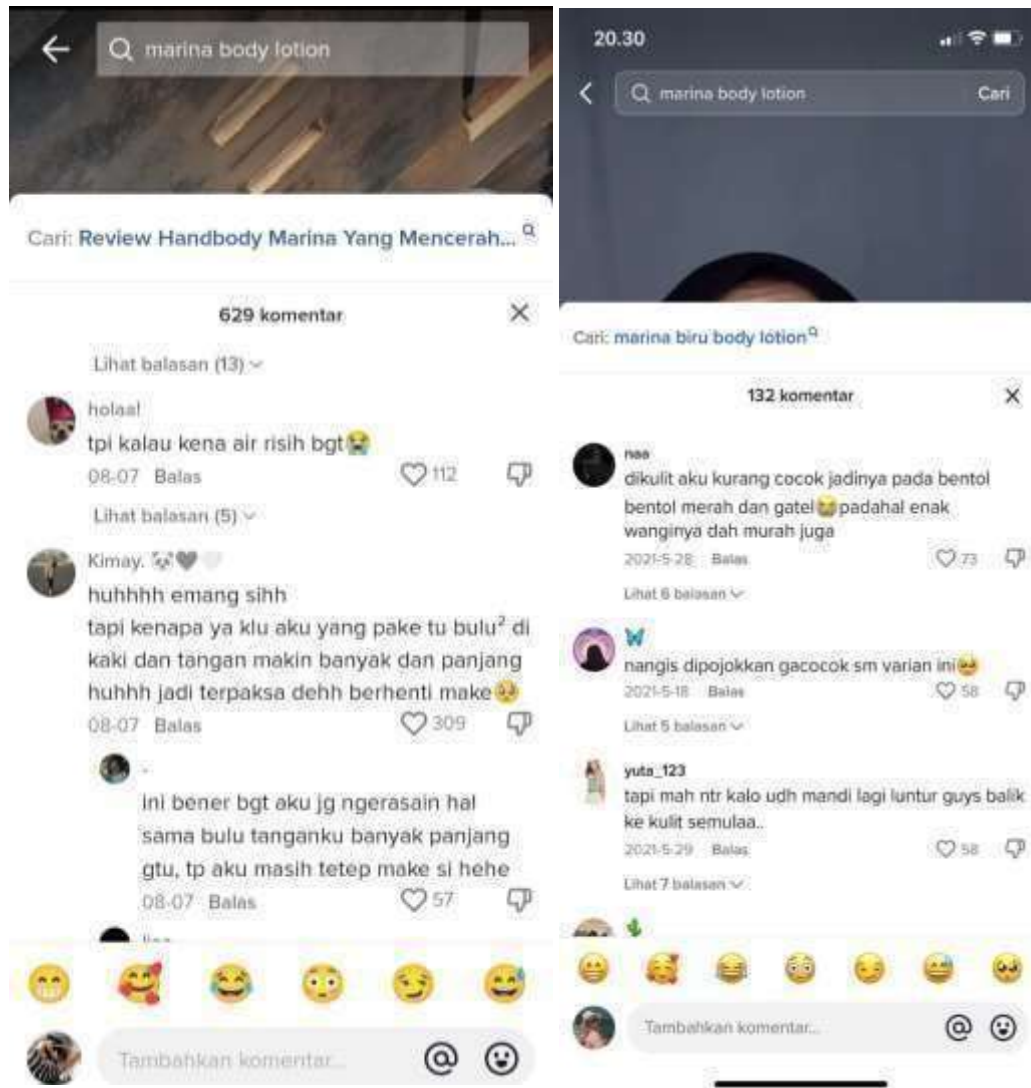 marina body lotion
Cari: Review Handbody Marina Yang Mencerah...
629 komentar
Lihat balasan (13)
holaa!
tpi kalau kena air risih bgt😭
08-07 Balas
112
Lihat balasan (5)
Kimay. 🐼🖤🤍
huhhhh emang sihh
tapi kenapa ya klu aku yang pake tu bulu² di
kaki dan tangan makin banyak dan panjang
huhhh jadi terpaksa dehh berhenti make🥺
08-07 Balas
309
.
ini bener bgt aku jg ngerasain hal
sama bulu tanganku banyak panjang
gtu, tp aku masih tetep make si hehe
08-07 Balas
57
Tambahkan komentar...
20.30
marina body lotion
Cari
Cari: marina biru body lotion
132 komentar
naa
dikulit aku kurang cocok jadinya pada bentol
bentol merah dan gatel😭padahal enak
wanginya dah murah juga
2021-5-28 Balas
73
Lihat 6 balasan
🦋
nangis dipojokkan gacocok sm varian ini🥺
2021-5-18 Balas
58
Lihat 5 balasan
yuta_123
tapi mah ntr kalo udh mandi lagi luntur guys balik
ke kulit semulaa..
2021-5-29 Balas
58
Lihat 7 balasan
Tambahkan komentar...